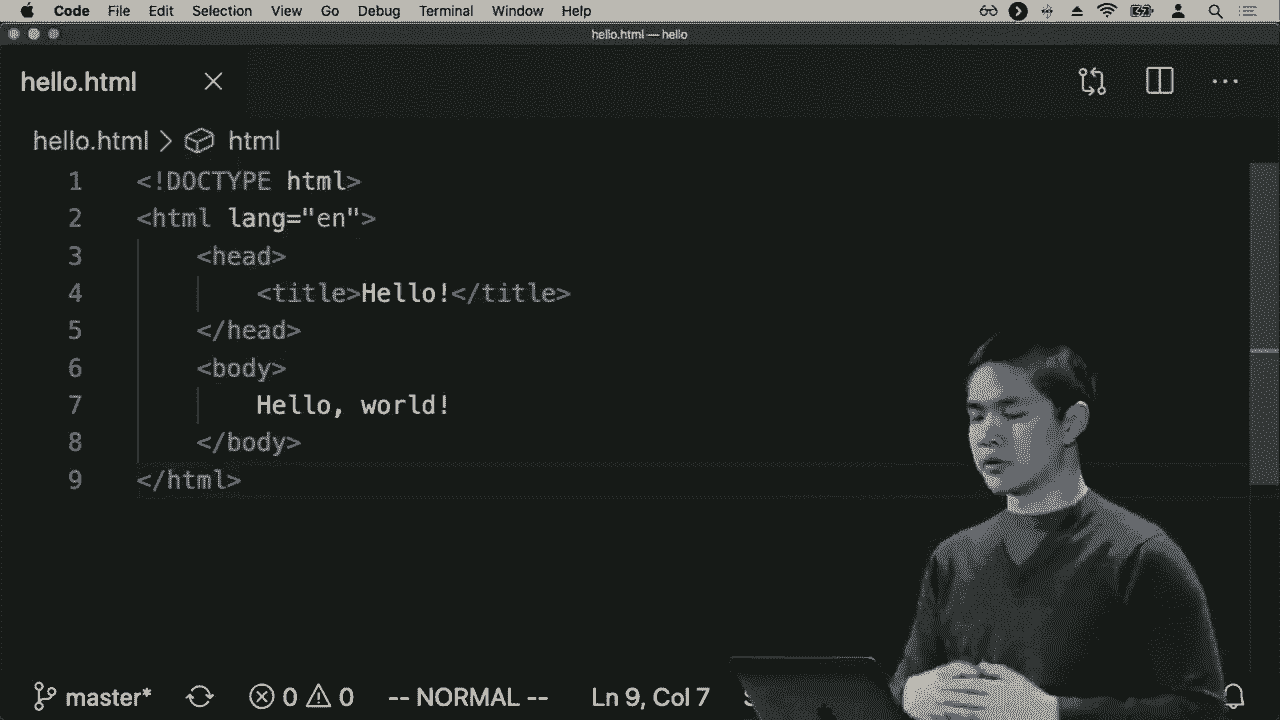 Code File Edit Selection View Go Debug Terminal Window Help
hello.html — hello
hello.html
hello.html > html
1 <!DOCTYPE html>
2 <html lang="en">
3 <head>
4 <title>Hello!</title>
5 </head>
6 <body>
7 Hello, world!
8 </body>
9 </html>
master* 0 0 -- NORMAL -- Ln 9, Col 7